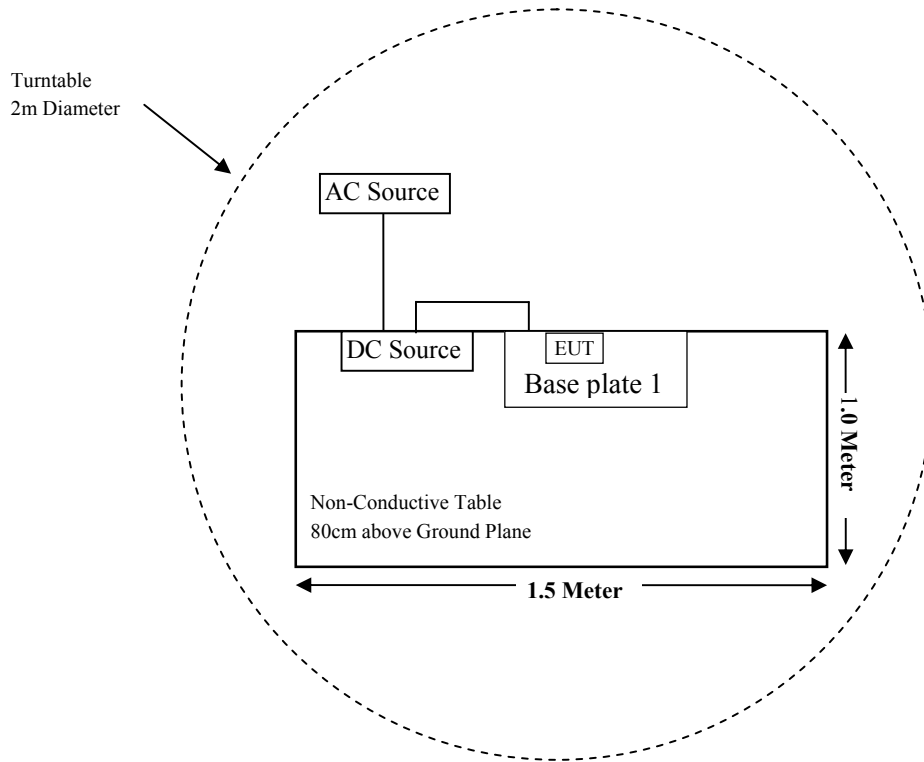 Turntable
2m Diameter
AC Source
DC Source
EUT
Base plate 1
1.0 Meter
Non-Conductive Table
80cm above Ground Plane
1.5 Meter